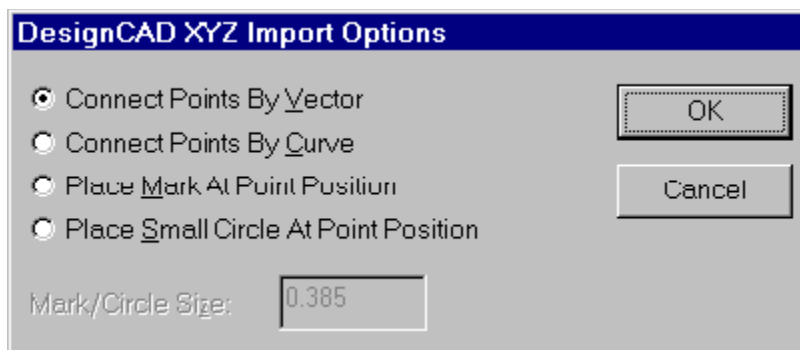 DesignCAD XYZ Import Options
Connect Points By Vector
Connect Points By Curve
Place Mark At Point Position
Place Small Circle At Point Position
Mark/Circle Size: 0.385
OK
Cancel